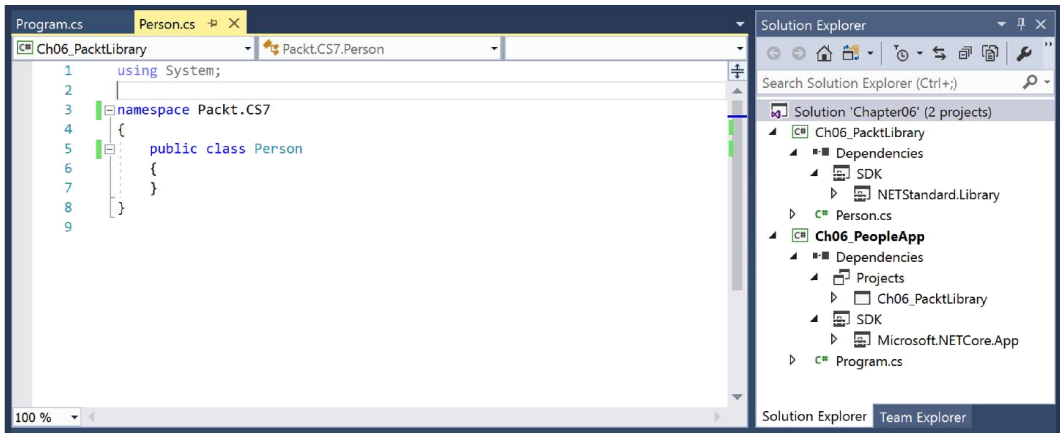 Program.cs
Person.cs
C# Ch06_PacktLibrary
Packt.CS7.Person
1 using System;
2
3 namespace Packt.CS7
4 {
5 public class Person
6 {
7 }
8 }
9
100 %
Solution Explorer
Search Solution Explorer (Ctrl+;)
Solution 'Chapter06' (2 projects)
C# Ch06_PacktLibrary
Dependencies
SDK
NETStandard.Library
C# Person.cs
C# Ch06_PeopleApp
Dependencies
Projects
Ch06_PacktLibrary
SDK
Microsoft.NETCore.App
C# Program.cs
Solution Explorer Team Explorer